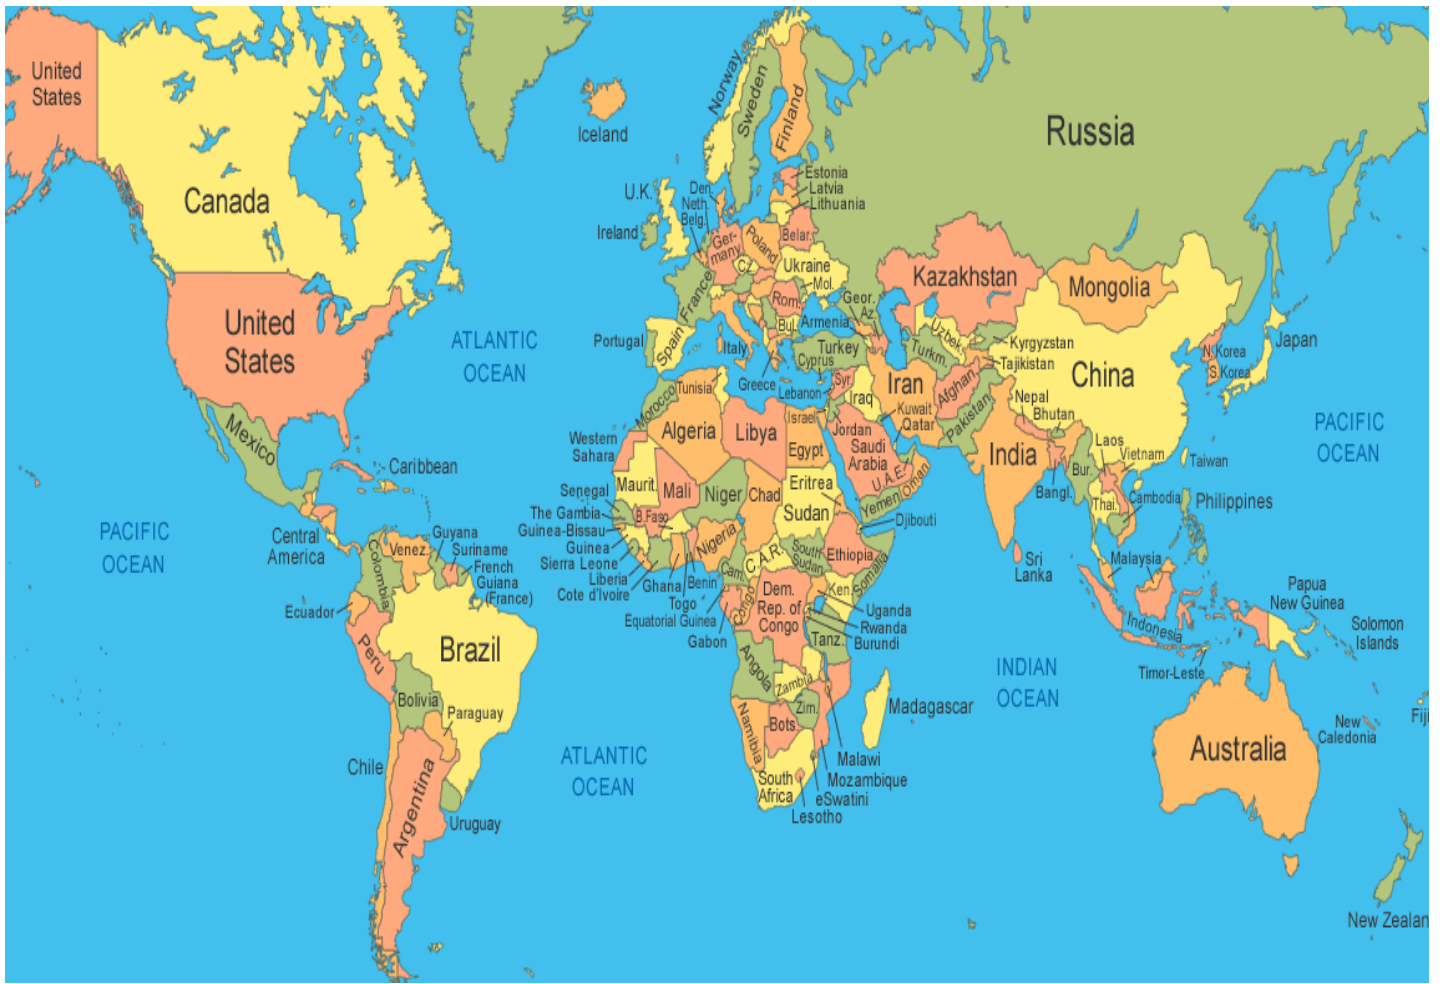 United
States
Canada
United
States
Mexico
Caribbean
Central
America
PACIFIC
OCEAN
ATLANTIC
OCEAN
Iceland
Norway
Sweden
Finland
Russia
Estonia
Latvia
Lithuania
U.K.
Ireland
Den.
Neth.
Belg.
Ger-
many
Poland
Belar.
Cz.
Ukraine
Mol.
France
Rom.
Bul.
Portugal
Spain
Italy
Greece
Geor.
Az.
Armenia
Turkey
Cyprus
Lebanon
Syr.
Israel
Iraq
Jordan
Kuwait
Qatar
Saudi
Arabia
U.A.E.
Oman
Yemen
Iran
Kazakhstan
Uzbek.
Turkm.
Kyrgyzstan
Tajikistan
Afghan.
Pakistan
Mongolia
China
N. Korea
S. Korea
Japan
PACIFIC
OCEAN
Nepal
Bhutan
India
Bangl.
Bur.
Laos
Vietnam
Taiwan
Thai.
Cambodia
Philippines
Sri
Lanka
Malaysia
Indonesia
Timor-Leste
Papua
New Guinea
Solomon
Islands
Morocco
Tunisia
Algeria
Libya
Egypt
Western
Sahara
Maurit.
Mali
Niger
Chad
Eritrea
Sudan
Djibouti
Senegal
The Gambia
Guinea-Bissau
Guinea
Sierra Leone
Liberia
Cote d'Ivoire
B.Faso
Ghana
Togo
Benin
Nigeria
Cam.
C.A.R.
South
Sudan
Ethiopia
Somalia
Equatorial Guinea
Gabon
Congo
Dem.
Rep. of
Congo
Ken.
Uganda
Rwanda
Burundi
Tanz.
Angola
Zambia
Zim.
Namibia
Bots.
South
Africa
Malawi
Mozambique
eSwatini
Lesotho
Madagascar
INDIAN
OCEAN
ATLANTIC
OCEAN
Venez.
Guyana
Suriname
French
Guiana
(France)
Colombia
Ecuador
Peru
Brazil
Bolivia
Paraguay
Chile
Argentina
Uruguay
Australia
New
Caledonia
Fiji
New Zealan